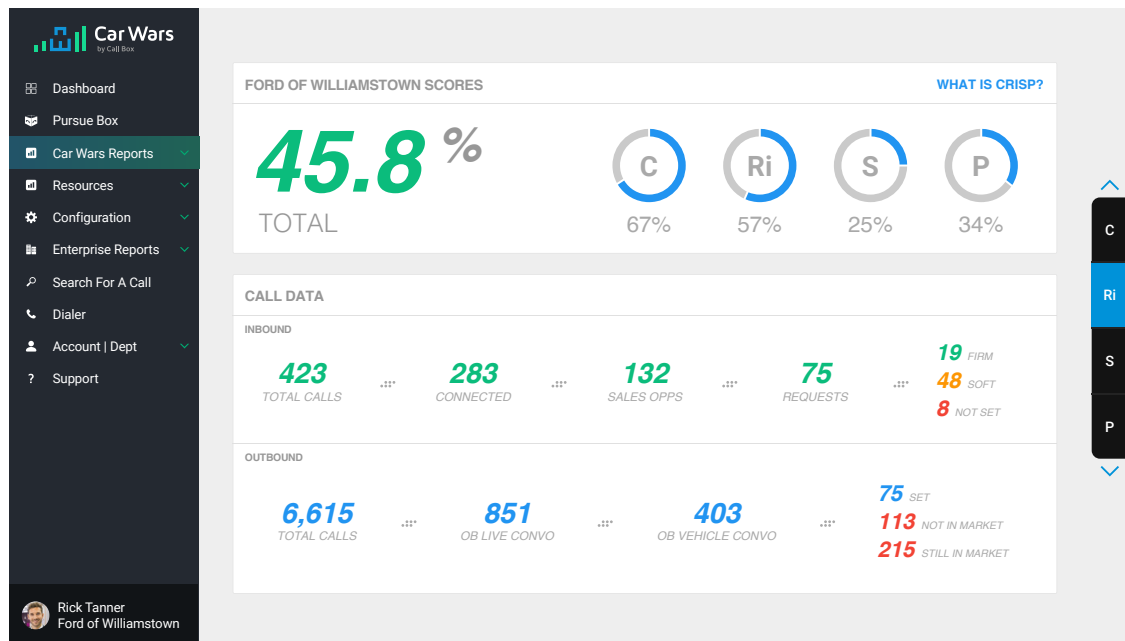 Car Wars
by Call Box
Dashboard
Pursue Box
Car Wars Reports
Resources
Configuration
Enterprise Reports
Search For A Call
Dialer
Account | Dept
? Support
Rick Tanner
Ford of Williamstown
FORD OF WILLIAMSTOWN SCORES
WHAT IS CRISP?
45.8 %
TOTAL
C Ri S P
67% 57% 25% 34%
CALL DATA
INBOUND
423
TOTAL CALLS
283
CONNECTED
132
SALES OPPS
75
REQUESTS
19 FIRM
48 SOFT
8 NOT SET
OUTBOUND
6,615
TOTAL CALLS
851
OB LIVE CONVO
403
OB VEHICLE CONVO
75 SET
113 NOT IN MARKET
215 STILL IN MARKET
C
Ri
S
P